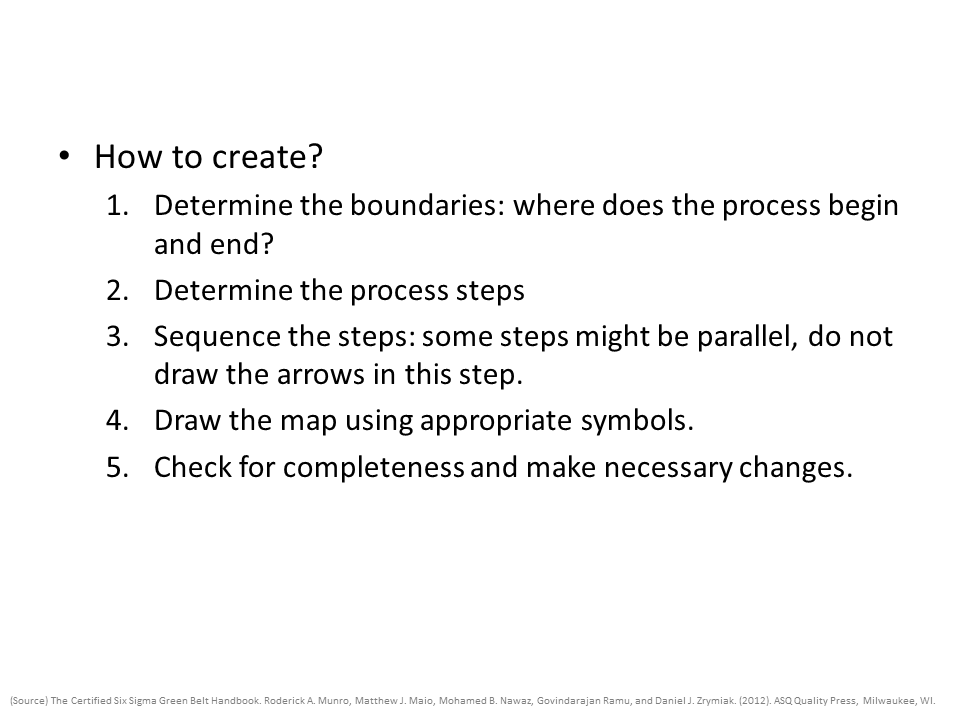 • How to create?
1. Determine the boundaries: where does the process begin
and end?
2. Determine the process steps
3. Sequence the steps: some steps might be parallel, do not
draw the arrows in this step.
4. Draw the map using appropriate symbols.
5. Check for completeness and make necessary changes.
(Source) The Certified Six Sigma Green Belt Handbook. Roderick A. Munro, Matthew J. Maio, Mohamed B. Nawaz, Govindarajan Ramu, and Daniel J. Zrymiak. (2012). ASQ Quality Press, Milwaukee, WI.